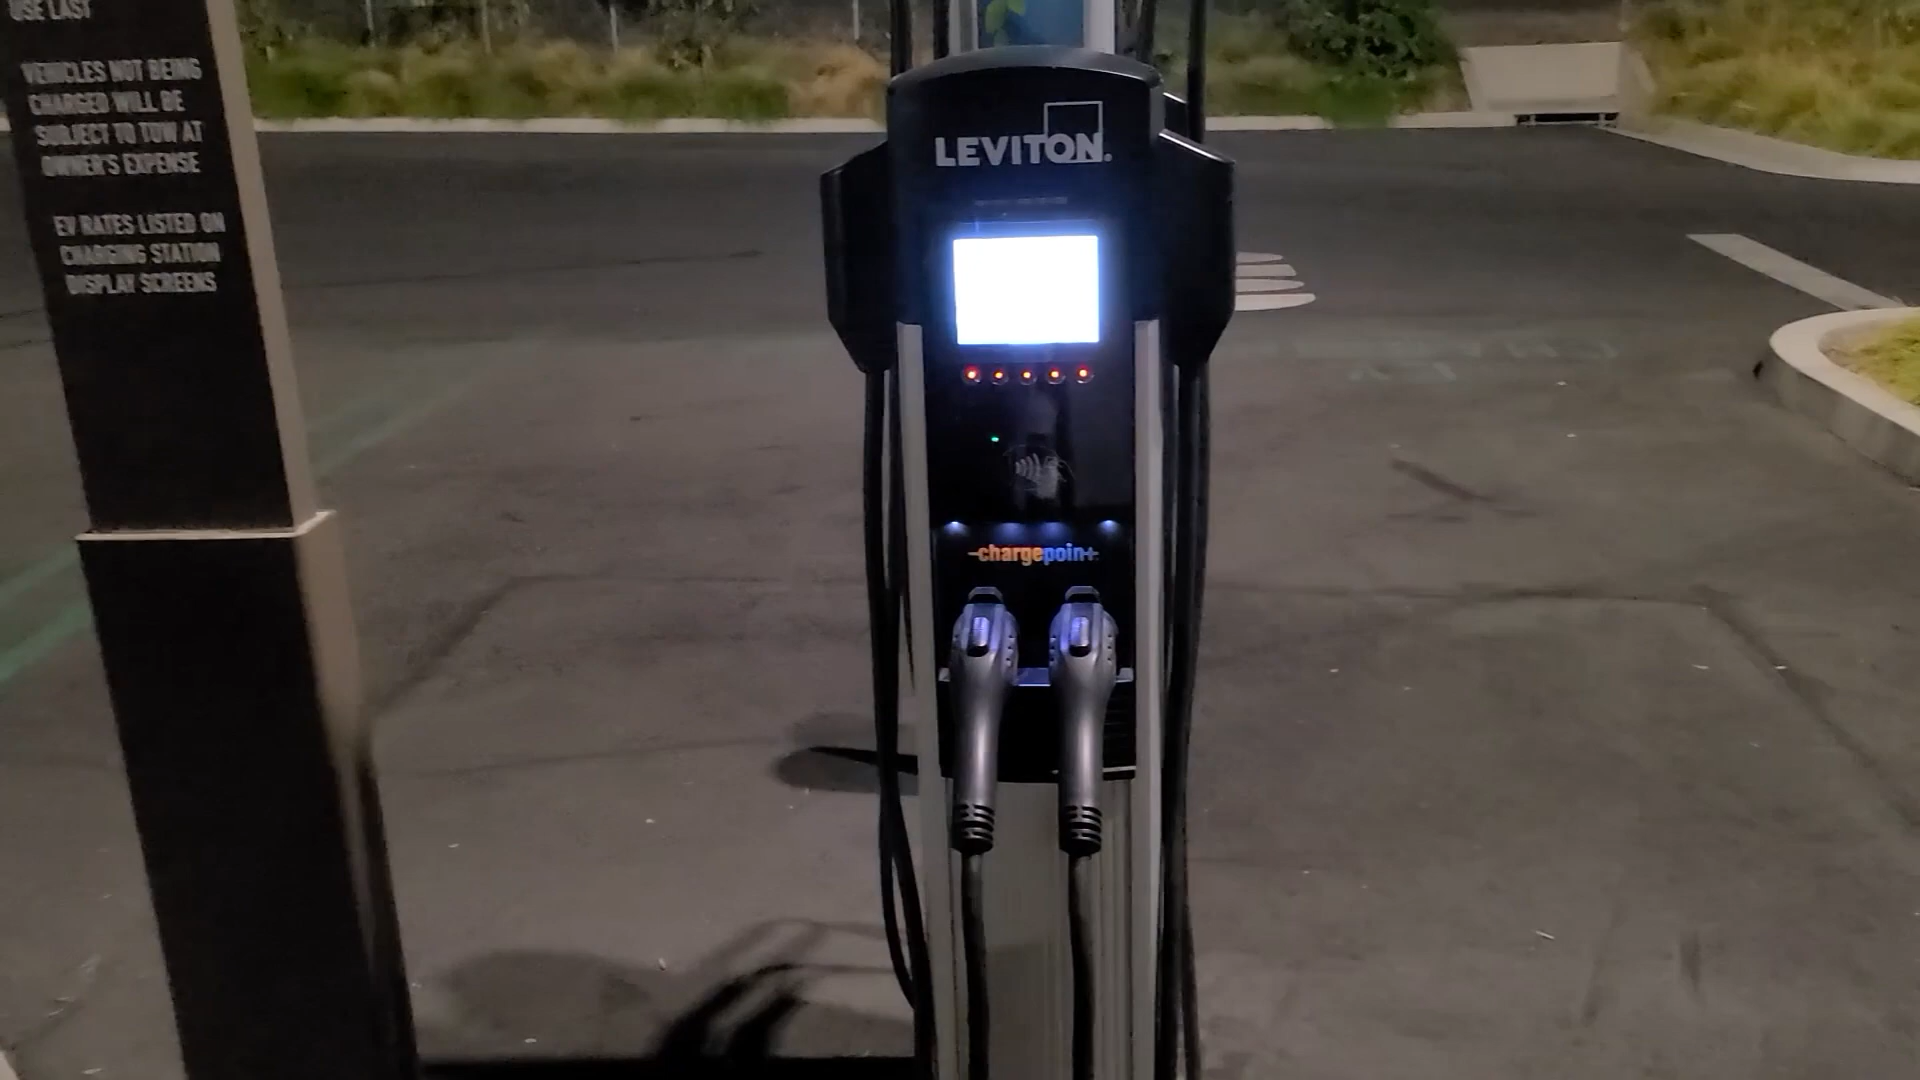 USE LAST
VEHICLES NOT BEING
CHARGED WILL BE
SUBJECT TO TOW AT
OWNER'S EXPENSE
EV RATES LISTED ON
CHARGING STATION
DISPLAY SCREENS
LEVITON.
-chargepoin+